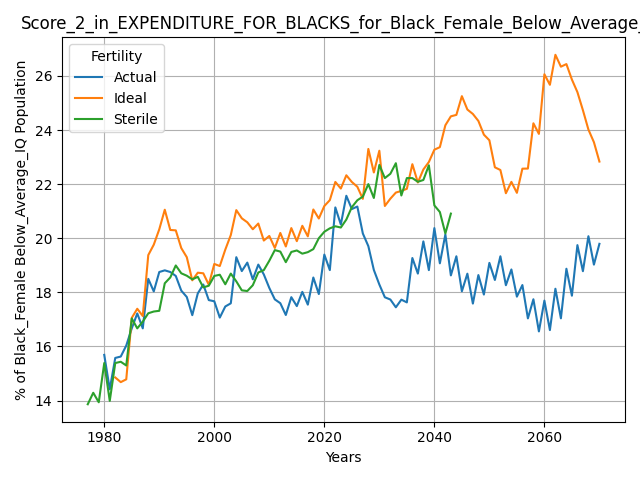 Score_2_in_EXPENDITURE_FOR_BLACKS_for_Black_Female_Below_Average_
Fertility
Actual
Ideal
Sterile
% of Black_Female Below_Average_IQ Population
26
24
22
20
18
16
14
1980
2000
2020
2040
2060
Years